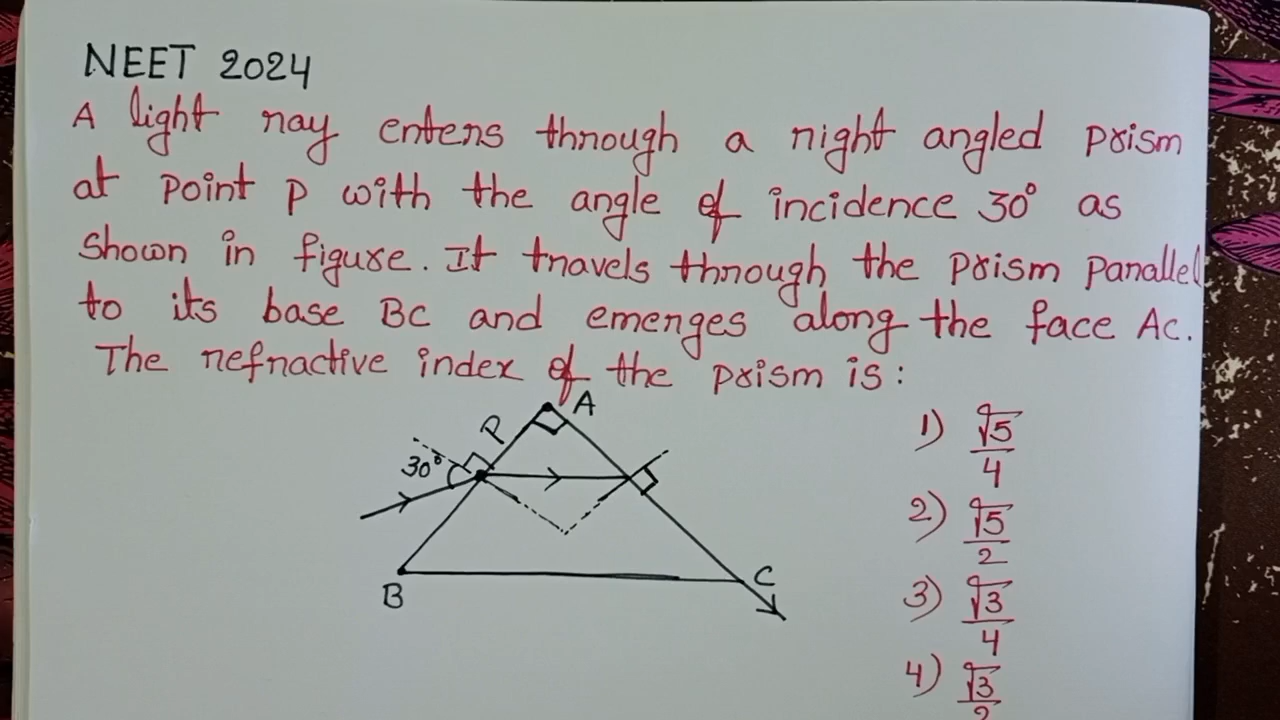 NEET 2024
A light ray enters through a right angled prism
at point P with the angle of incidence 30° as
shown in figure. It travels through the prism parallel
to its base BC and emerges along the face AC.
The refractive index of the prism is:
A
P
30°
B
C
1) √5/4
2) √5/2
3) √3/4
4) √3/2